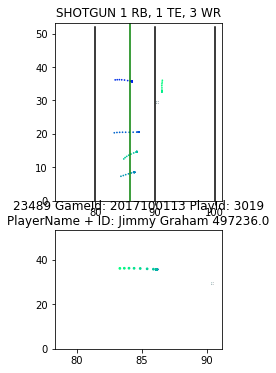 SHOTGUN 1 RB, 1 TE, 3 WR
50
40
30
20
10
0
80 90 100
23489 GameId: 2017100113 PlayId: 3019
PlayerName + ID: Jimmy Graham 497236.0
40
20
0
80 85 90